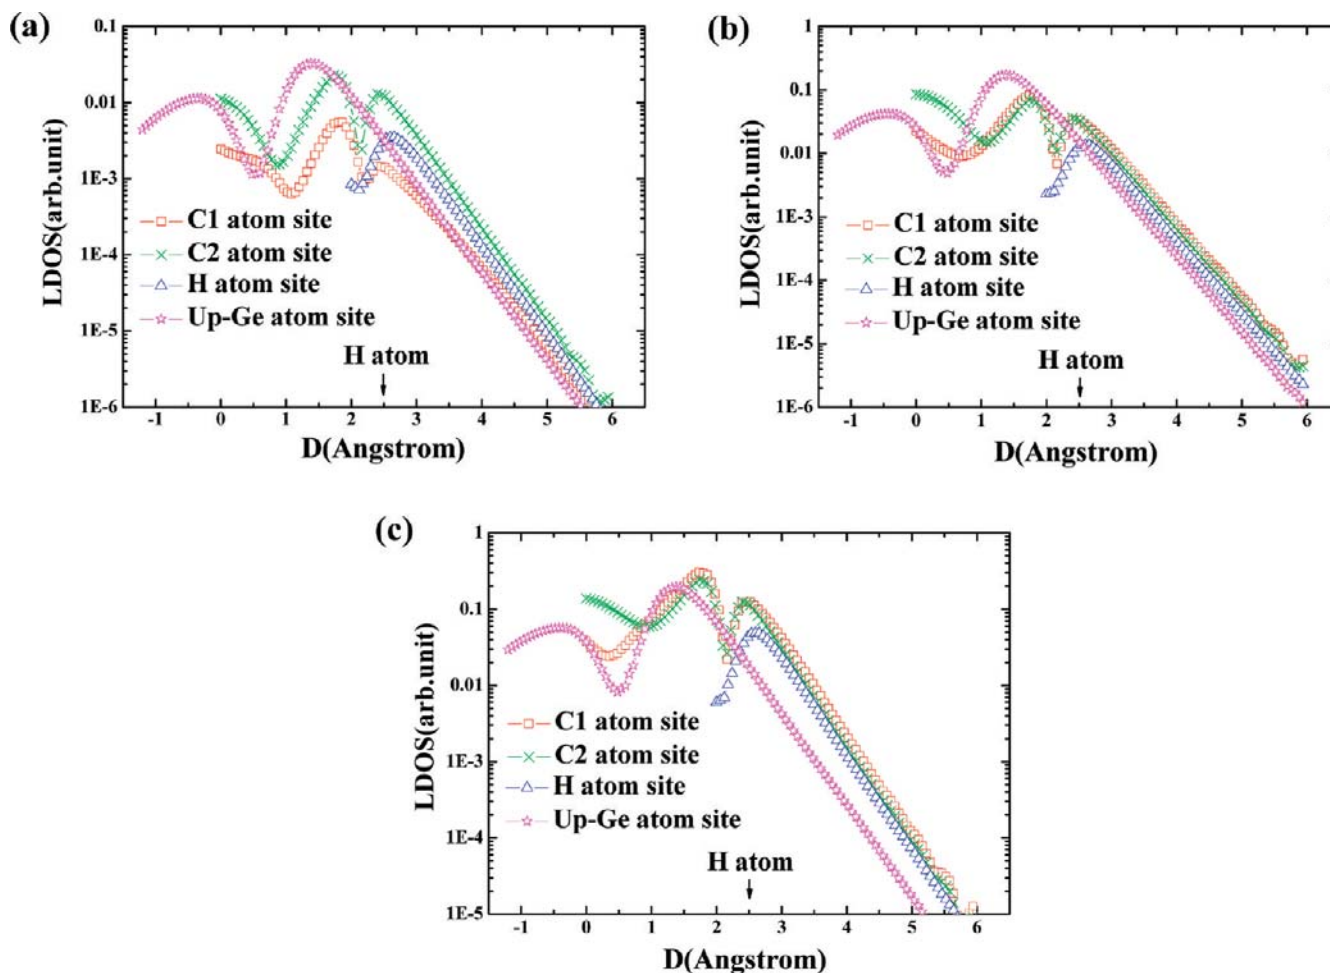 (a)
0.1
0.01
1E-3
1E-4
1E-5
1E-6
LDOS(arb.unit)
C1 atom site
C2 atom site
H atom site
Up-Ge atom site
H atom
-1 0 1 2 3 4 5 6
D(Angstrom)
(b)
1
0.1
0.01
1E-3
1E-4
1E-5
1E-6
LDOS(arb.unit)
C1 atom site
C2 atom site
H atom site
Up-Ge atom site
H atom
-1 0 1 2 3 4 5 6
D(Angstrom)
(c)
1
0.1
0.01
1E-3
1E-4
1E-5
LDOS(arb.unit)
C1 atom site
C2 atom site
H atom site
Up-Ge atom site
H atom
-1 0 1 2 3 4 5 6
D(Angstrom)